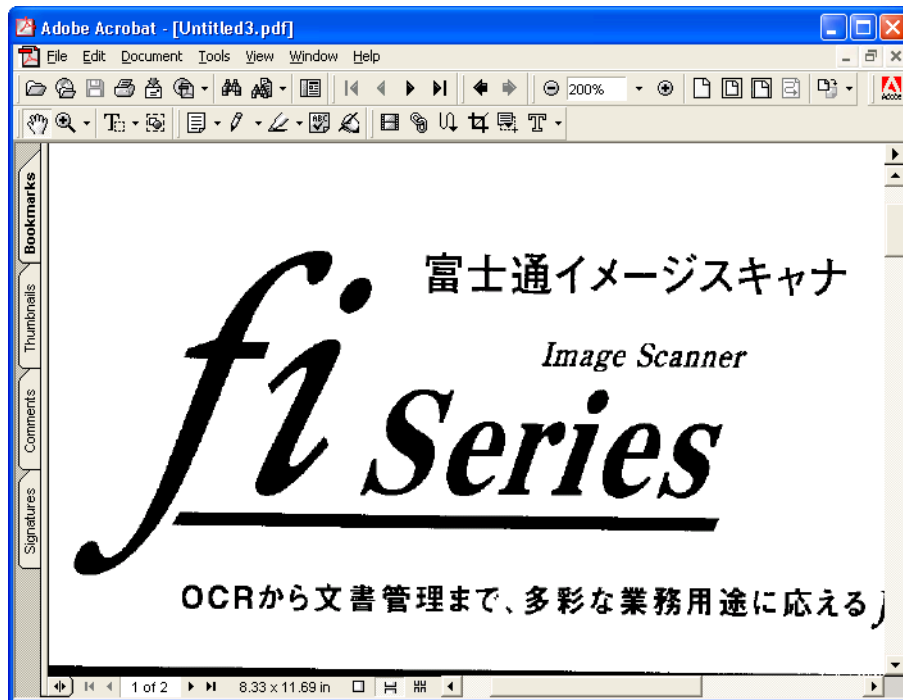 Adobe Acrobat - [Untitled3.pdf]
File Edit Document Tools View Window Help
200%
Adobe
Bookmarks
Thumbnails
Comments
Signatures
富士通イメージスキャナ
Image Scanner
fi Series
OCRから文書管理まで、多彩な業務用途に応える f
1 of 2 8.33 x 11.69 in